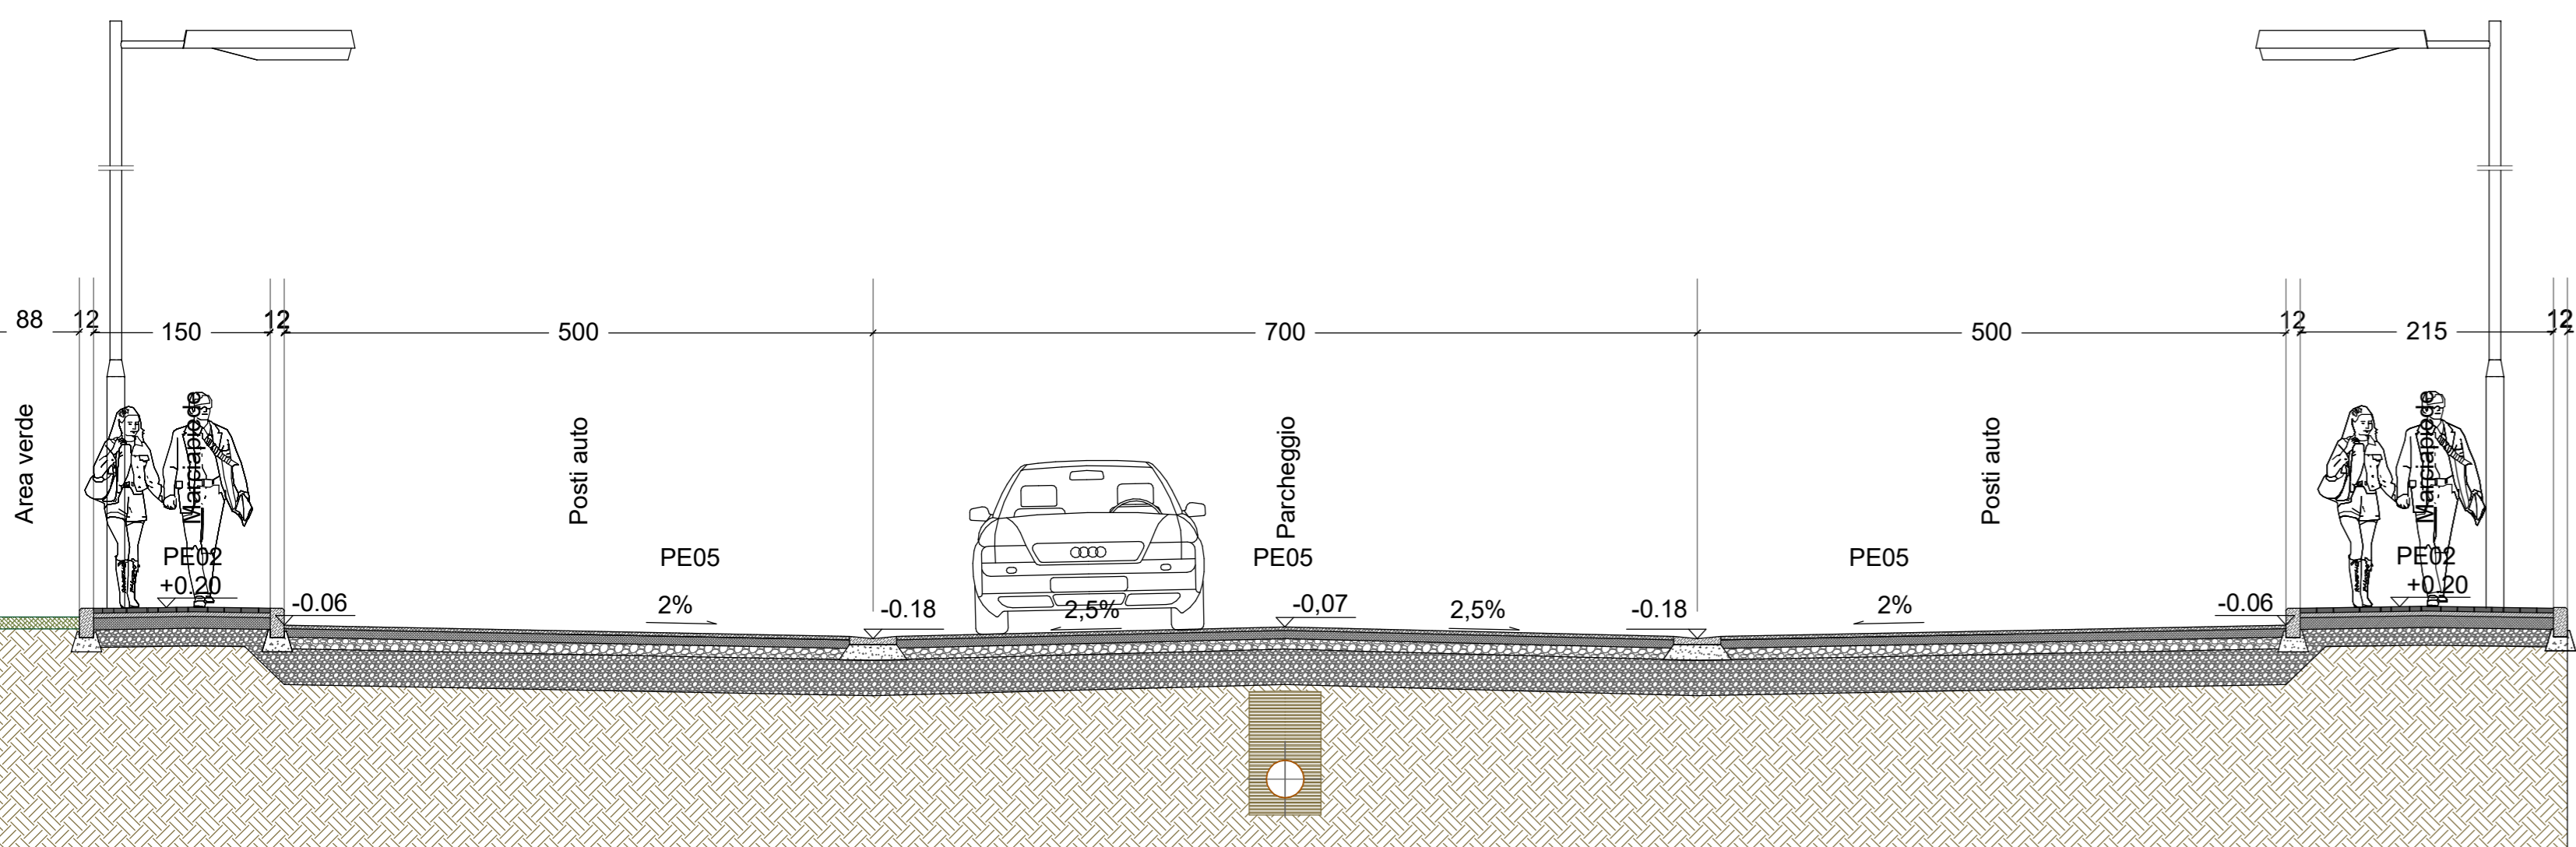 88
12
150
12
500
700
500
12
215
12
Area verde
Marciapiede
Posti auto
Parcheggio
Posti auto
Marciapiede
PE02
+0.20
PE05
PE05
PE05
PE02
+0.20
-0.06
2%
-0.18
2,5%
-0,07
2,5%
-0.18
2%
-0.06